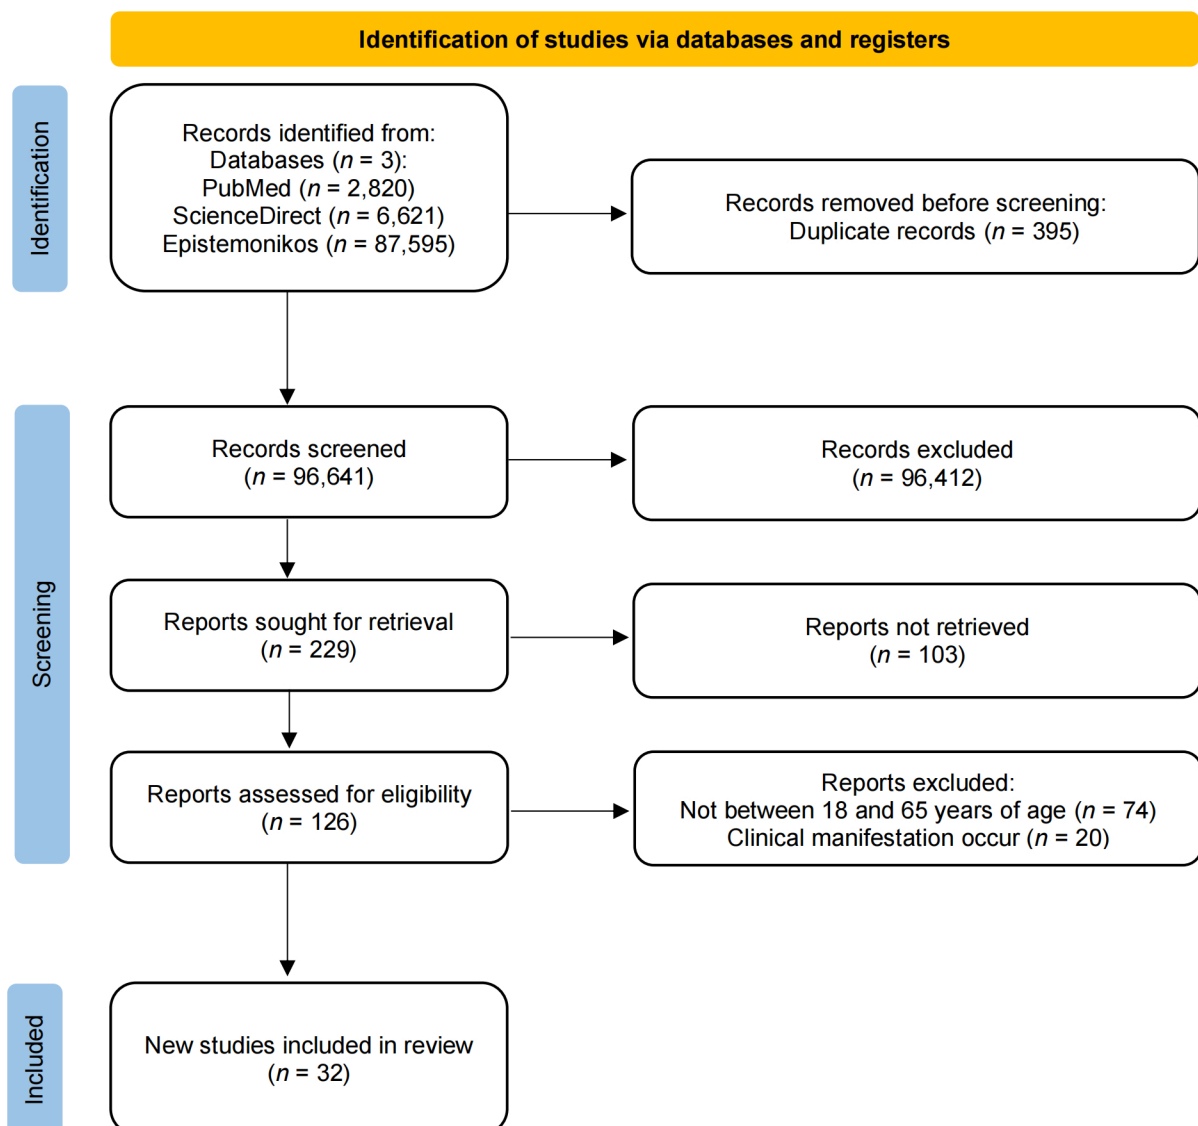 Identification of studies via databases and registers
Identification
Records identified from:
Databases (n = 3):
PubMed (n = 2,820)
ScienceDirect (n = 6,621)
Epistemonikos (n = 87,595)
Records removed before screening:
Duplicate records (n = 395)
Screening
Records screened
(n = 96,641)
Records excluded
(n = 96,412)
Reports sought for retrieval
(n = 229)
Reports not retrieved
(n = 103)
Reports assessed for eligibility
(n = 126)
Reports excluded:
Not between 18 and 65 years of age (n = 74)
Clinical manifestation occur (n = 20)
Included
New studies included in review
(n = 32)